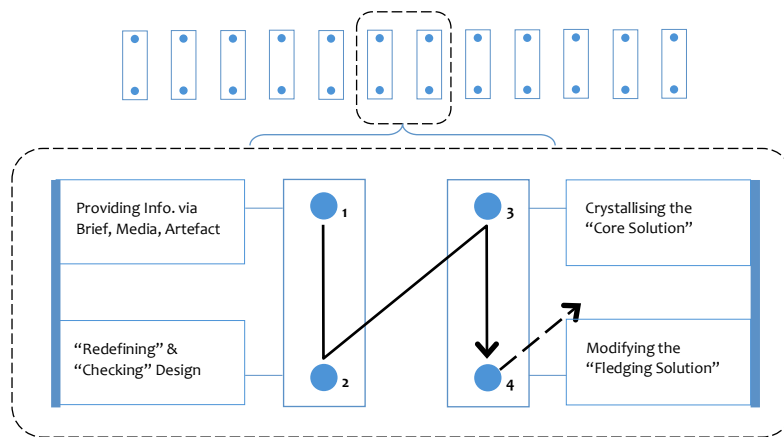 Providing Info. via
Brief, Media, Artefact
1
3
Crystallising the
“Core Solution”
“Redefining” &
“Checking” Design
2
4
Modifying the
“Fledging Solution”